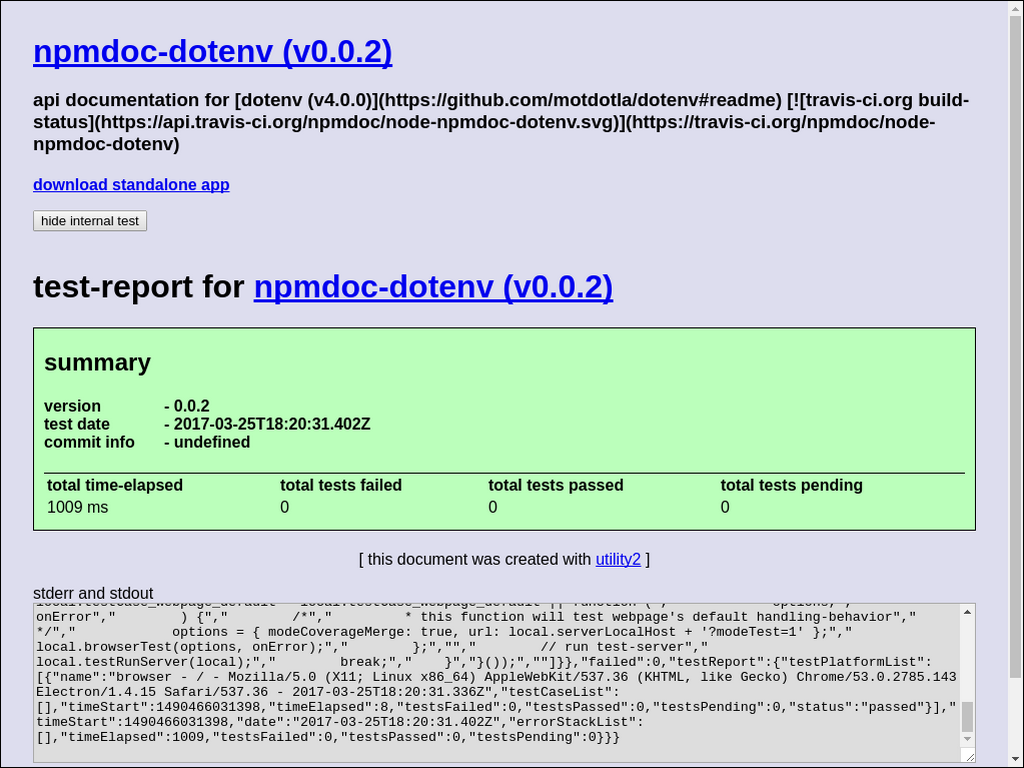 npmdoc-dotenv (v0.0.2)
api documentation for [dotenv (v4.0.0)](https://github.com/motdotla/dotenv#readme) [![travis-ci.org build-
status](https://api.travis-ci.org/npmdoc/node-npmdoc-dotenv.svg)](https://travis-ci.org/npmdoc/node-
npmdoc-dotenv)
download standalone app
hide internal test
test-report for npmdoc-dotenv (v0.0.2)
summary
version - 0.0.2
test date - 2017-03-25T18:20:31.402Z
commit info - undefined
total time-elapsed total tests failed total tests passed total tests pending
1009 ms 0 0 0
[ this document was created with utility2 ]
stderr and stdout
local.testCase_webpage_default || function (","
onError","        ) {","        /*","         * this function will test webpage's default handling-behavior","
*/","            options = { modeCoverageMerge: true, url: local.serverLocalHost + '?modeTest=1' };","
local.browserTest(options, onError);","        };","","        // run test-server","
local.testRunServer(local);","        break;","    }","}());",""]}},"failed":0,"testReport":{"testPlatformList":
[{"name":"browser - / - Mozilla/5.0 (X11; Linux x86_64) AppleWebKit/537.36 (KHTML, like Gecko) Chrome/53.0.2785.143
Electron/1.4.15 Safari/537.36 - 2017-03-25T18:20:31.336Z","testCaseList":
[],"timeStart":1490466031398,"timeElapsed":8,"testsFailed":0,"testsPassed":0,"testsPending":0,"status":"passed"}],"
timeStart":1490466031398,"date":"2017-03-25T18:20:31.402Z","errorStackList":
[],"timeElapsed":1009,"testsFailed":0,"testsPassed":0,"testsPending":0}}}